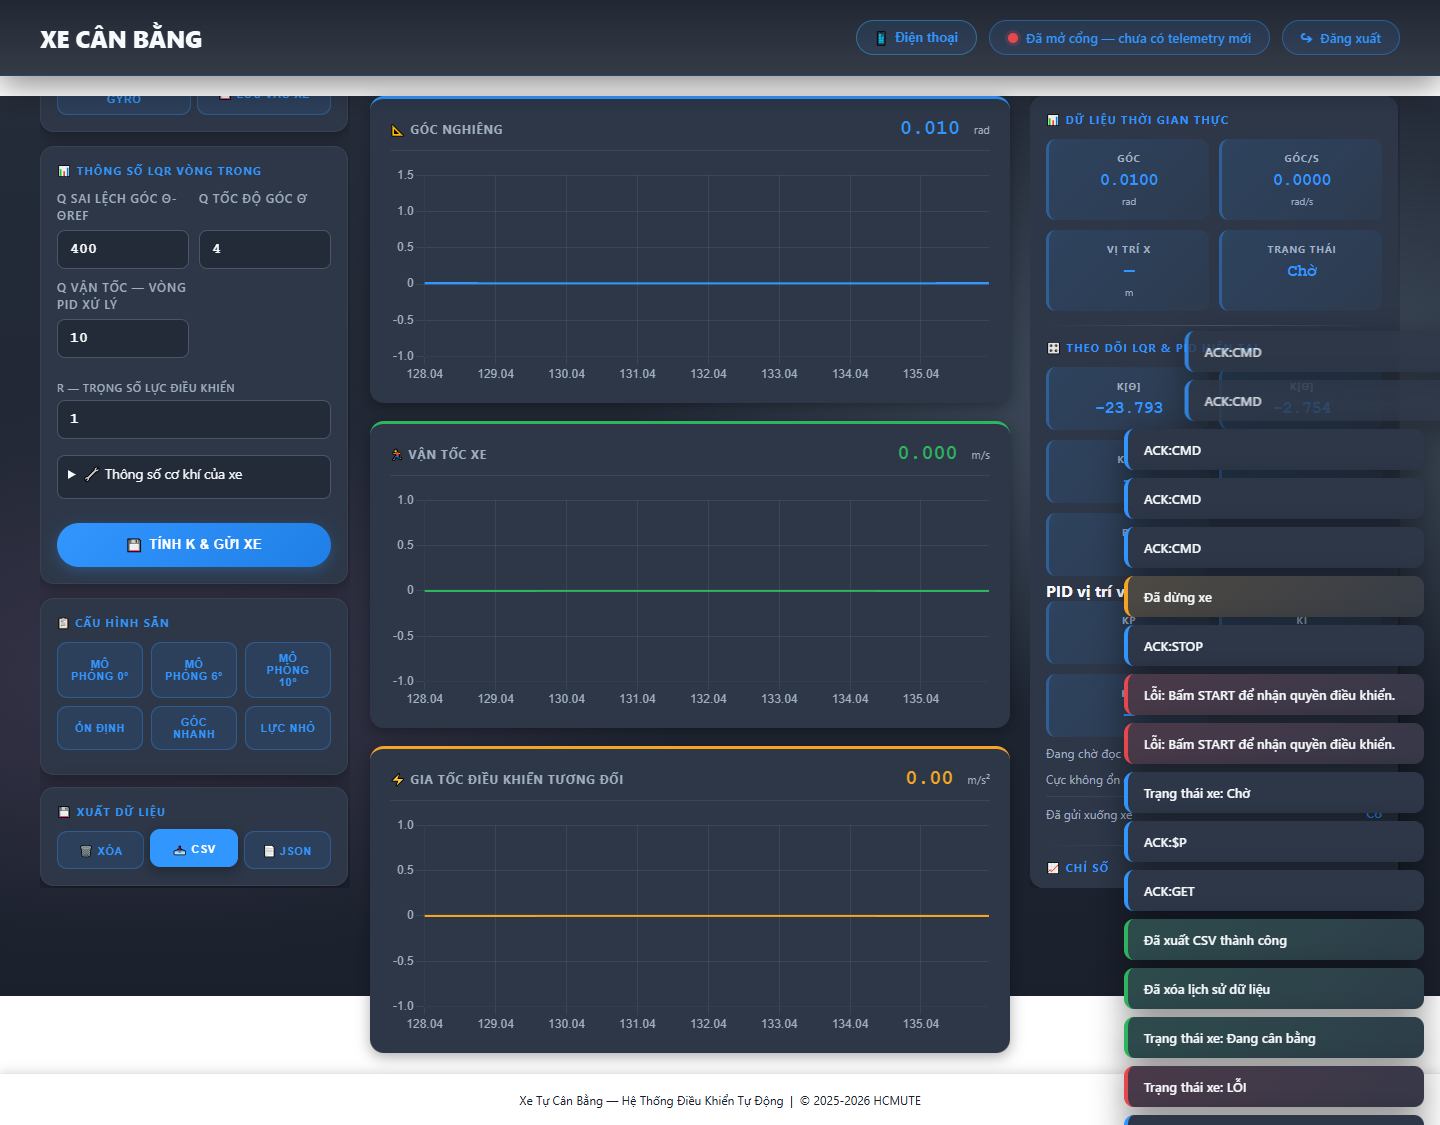 XE CÂN BẰNG
Điện thoại
Đã mở cổng — chưa có telemetry mới
Đăng xuất
GYRO
THÔNG SỐ LQR VÒNG TRONG
Q SAI LỆCH GÓC Θ-
ΘREF
Q TỐC ĐỘ GÓC Θ̇
400
4
Q VẬN TỐC — VÒNG
PID XỬ LÝ
10
R — TRỌNG SỐ LỰC ĐIỀU KHIỂN
1
Thông số cơ khí của xe
TÍNH K & GỬI XE
CẤU HÌNH SẴN
MÔ
PHỎNG 0°
MÔ
PHỎNG 6°
MÔ
PHỎNG
10°
ỔN ĐỊNH
GÓC
NHANH
LỰC NHỎ
XUẤT DỮ LIỆU
XÓA
CSV
JSON
GÓC NGHIÊNG
0.010 rad
1.5
1.0
0.5
0
-0.5
-1.0
128.04 129.04 130.04 131.04 132.04 133.04 134.04 135.04
VẬN TỐC XE
0.000 m/s
1.0
0.5
0
-0.5
-1.0
128.04 129.04 130.04 131.04 132.04 133.04 134.04 135.04
GIA TỐC ĐIỀU KHIỂN TƯƠNG ĐỐI
0.00 m/s²
1.0
0.5
0
-0.5
-1.0
128.04 129.04 130.04 131.04 132.04 133.04 134.04 135.04
DỮ LIỆU THỜI GIAN THỰC
GÓC
0.0100
rad
GÓC/S
0.0000
rad/s
VỊ TRÍ X
—
m
TRẠNG THÁI
Chờ
THEO DÕI LQR & PID
K[Θ]
-23.793
-2.754
PID vị trí
KP
KI
Đang chờ đọc
Cực không ổn
Đã gửi xuống xe
Có
CHỈ SỐ
ACK:CMD
ACK:CMD
ACK:CMD
ACK:CMD
ACK:CMD
Đã dừng xe
ACK:STOP
Lỗi: Bấm START để nhận quyền điều khiển.
Lỗi: Bấm START để nhận quyền điều khiển.
Trạng thái xe: Chờ
ACK:$P
ACK:GET
Đã xuất CSV thành công
Đã xóa lịch sử dữ liệu
Trạng thái xe: Đang cân bằng
Trạng thái xe: LỖI
Xe Tự Cân Bằng — Hệ Thống Điều Khiển Tự Động | © 2025-2026 HCMUTE